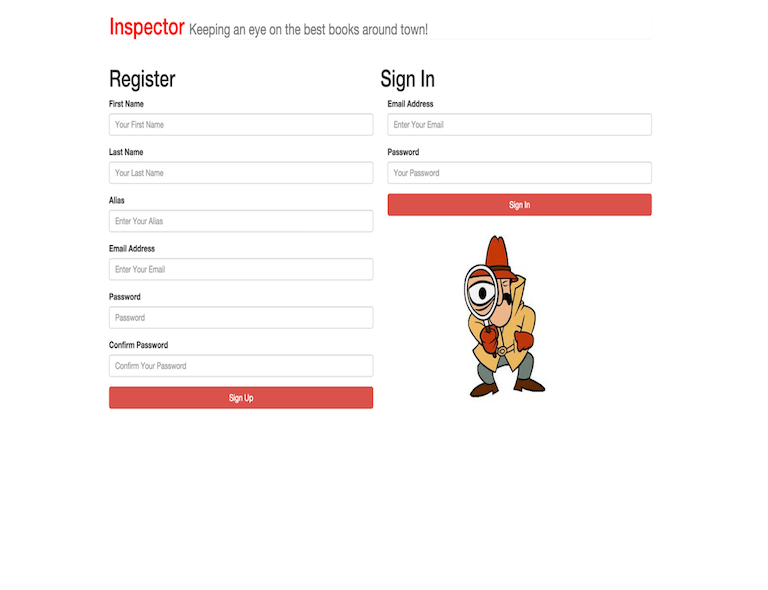 Inspector Keeping an eye on the best books around town!
Register
First Name
Your First Name
Last Name
Your Last Name
Alias
Enter Your Alias
Email Address
Enter Your Email
Password
Password
Confirm Password
Confirm Your Password
Sign Up
Sign In
Email Address
Enter Your Email
Password
Your Password
Sign In